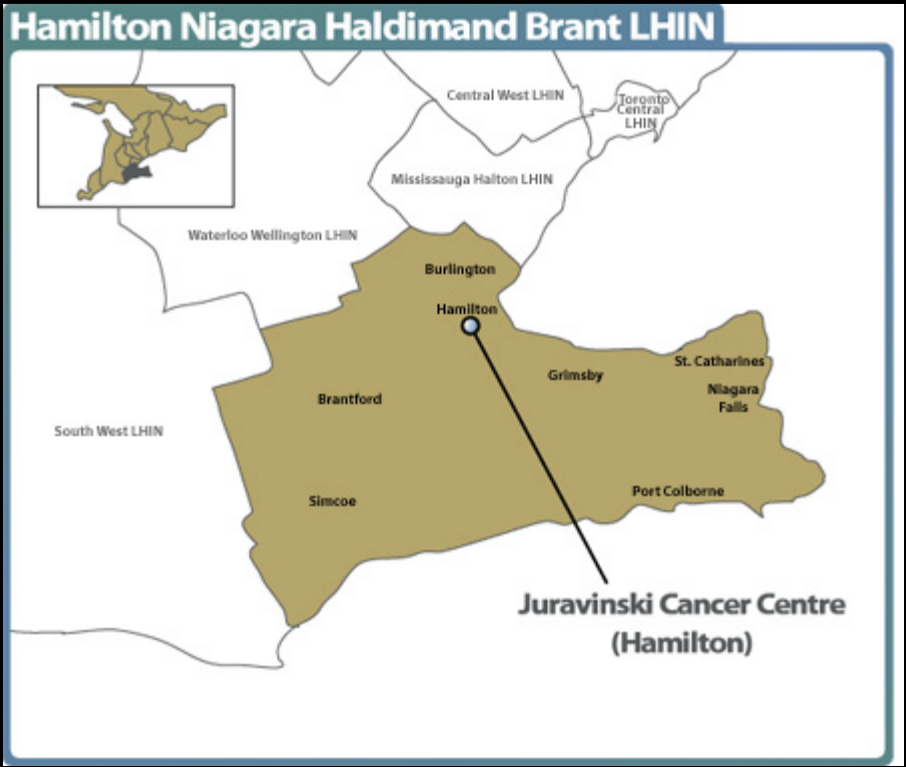 Hamilton Niagara Haldimand Brant LHIN
Central West LHIN
Toronto
Central
LHIN
Mississauga Halton LHIN
Waterloo Wellington LHIN
Burlington
Hamilton
St. Catharines
Grimsby
Niagara
Falls
Brantford
South West LHIN
Port Colborne
Simcoe
Juravinski Cancer Centre
(Hamilton)